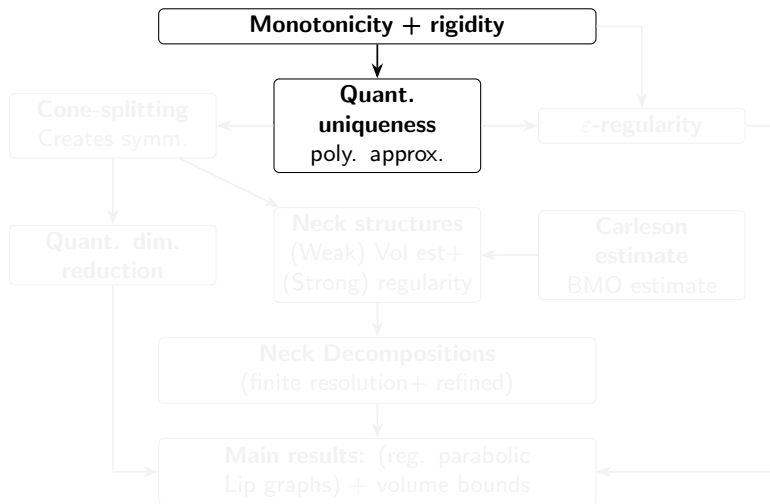 Monotonicity + rigidity
Quant.
uniqueness
poly. approx.
Cone-splitting
Creates symm.
ε-regularity
Quant. dim.
reduction
Neck structures
(Weak) Vol est+
(Strong) regularity
Carleson
estimate
BMO estimate
Neck Decompositions
(finite resolution+ refined)
Main results: (reg. parabolic
Lip graphs) + volume bounds